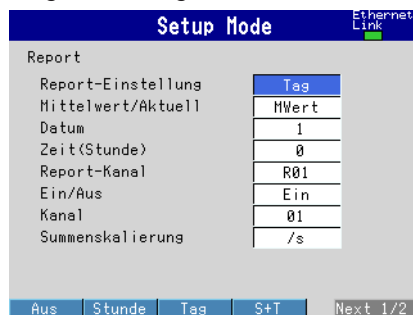 Setup Mode
Ethernet
Link
Report
Report-Einstellung Tag
Mittelwert/Aktuell MWert
Datum 1
Zeit(Stunde) 0
Report-Kanal R01
Ein/Aus Ein
Kanal 01
Summenskalierung /s
Aus Stunde Tag S+T Next 1/2